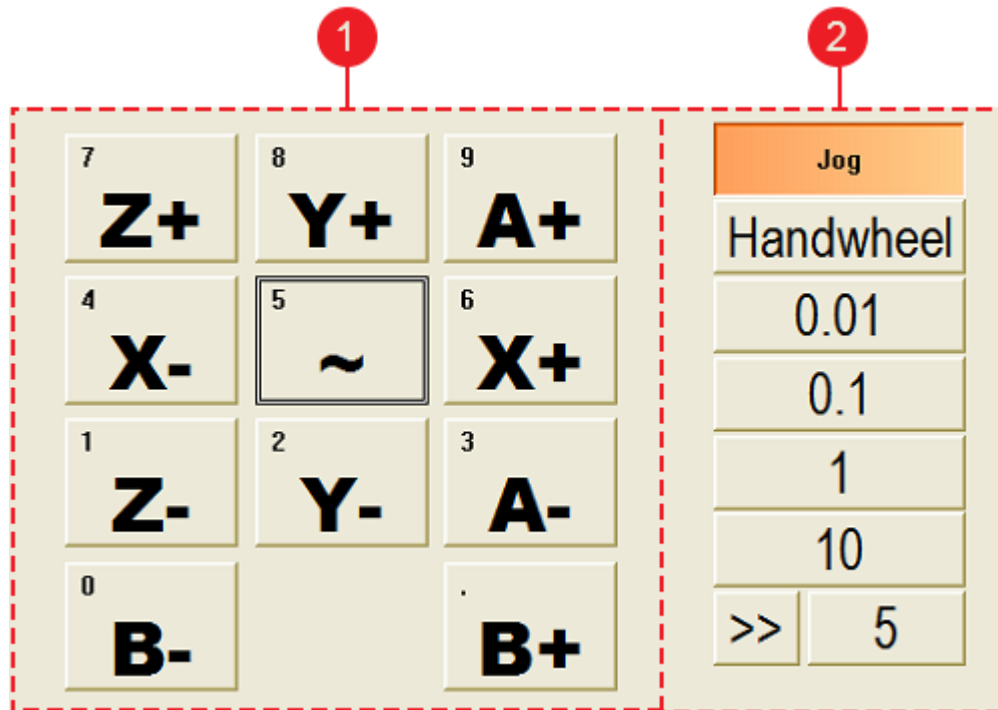 1 2
7 8 9
Z+ Y+ A+
4 5 6
X- ~ X+
1 2 3
Z- Y- A-
0 .
B- B+
Jog
Handwheel
0.01
0.1
1
10
>> 5